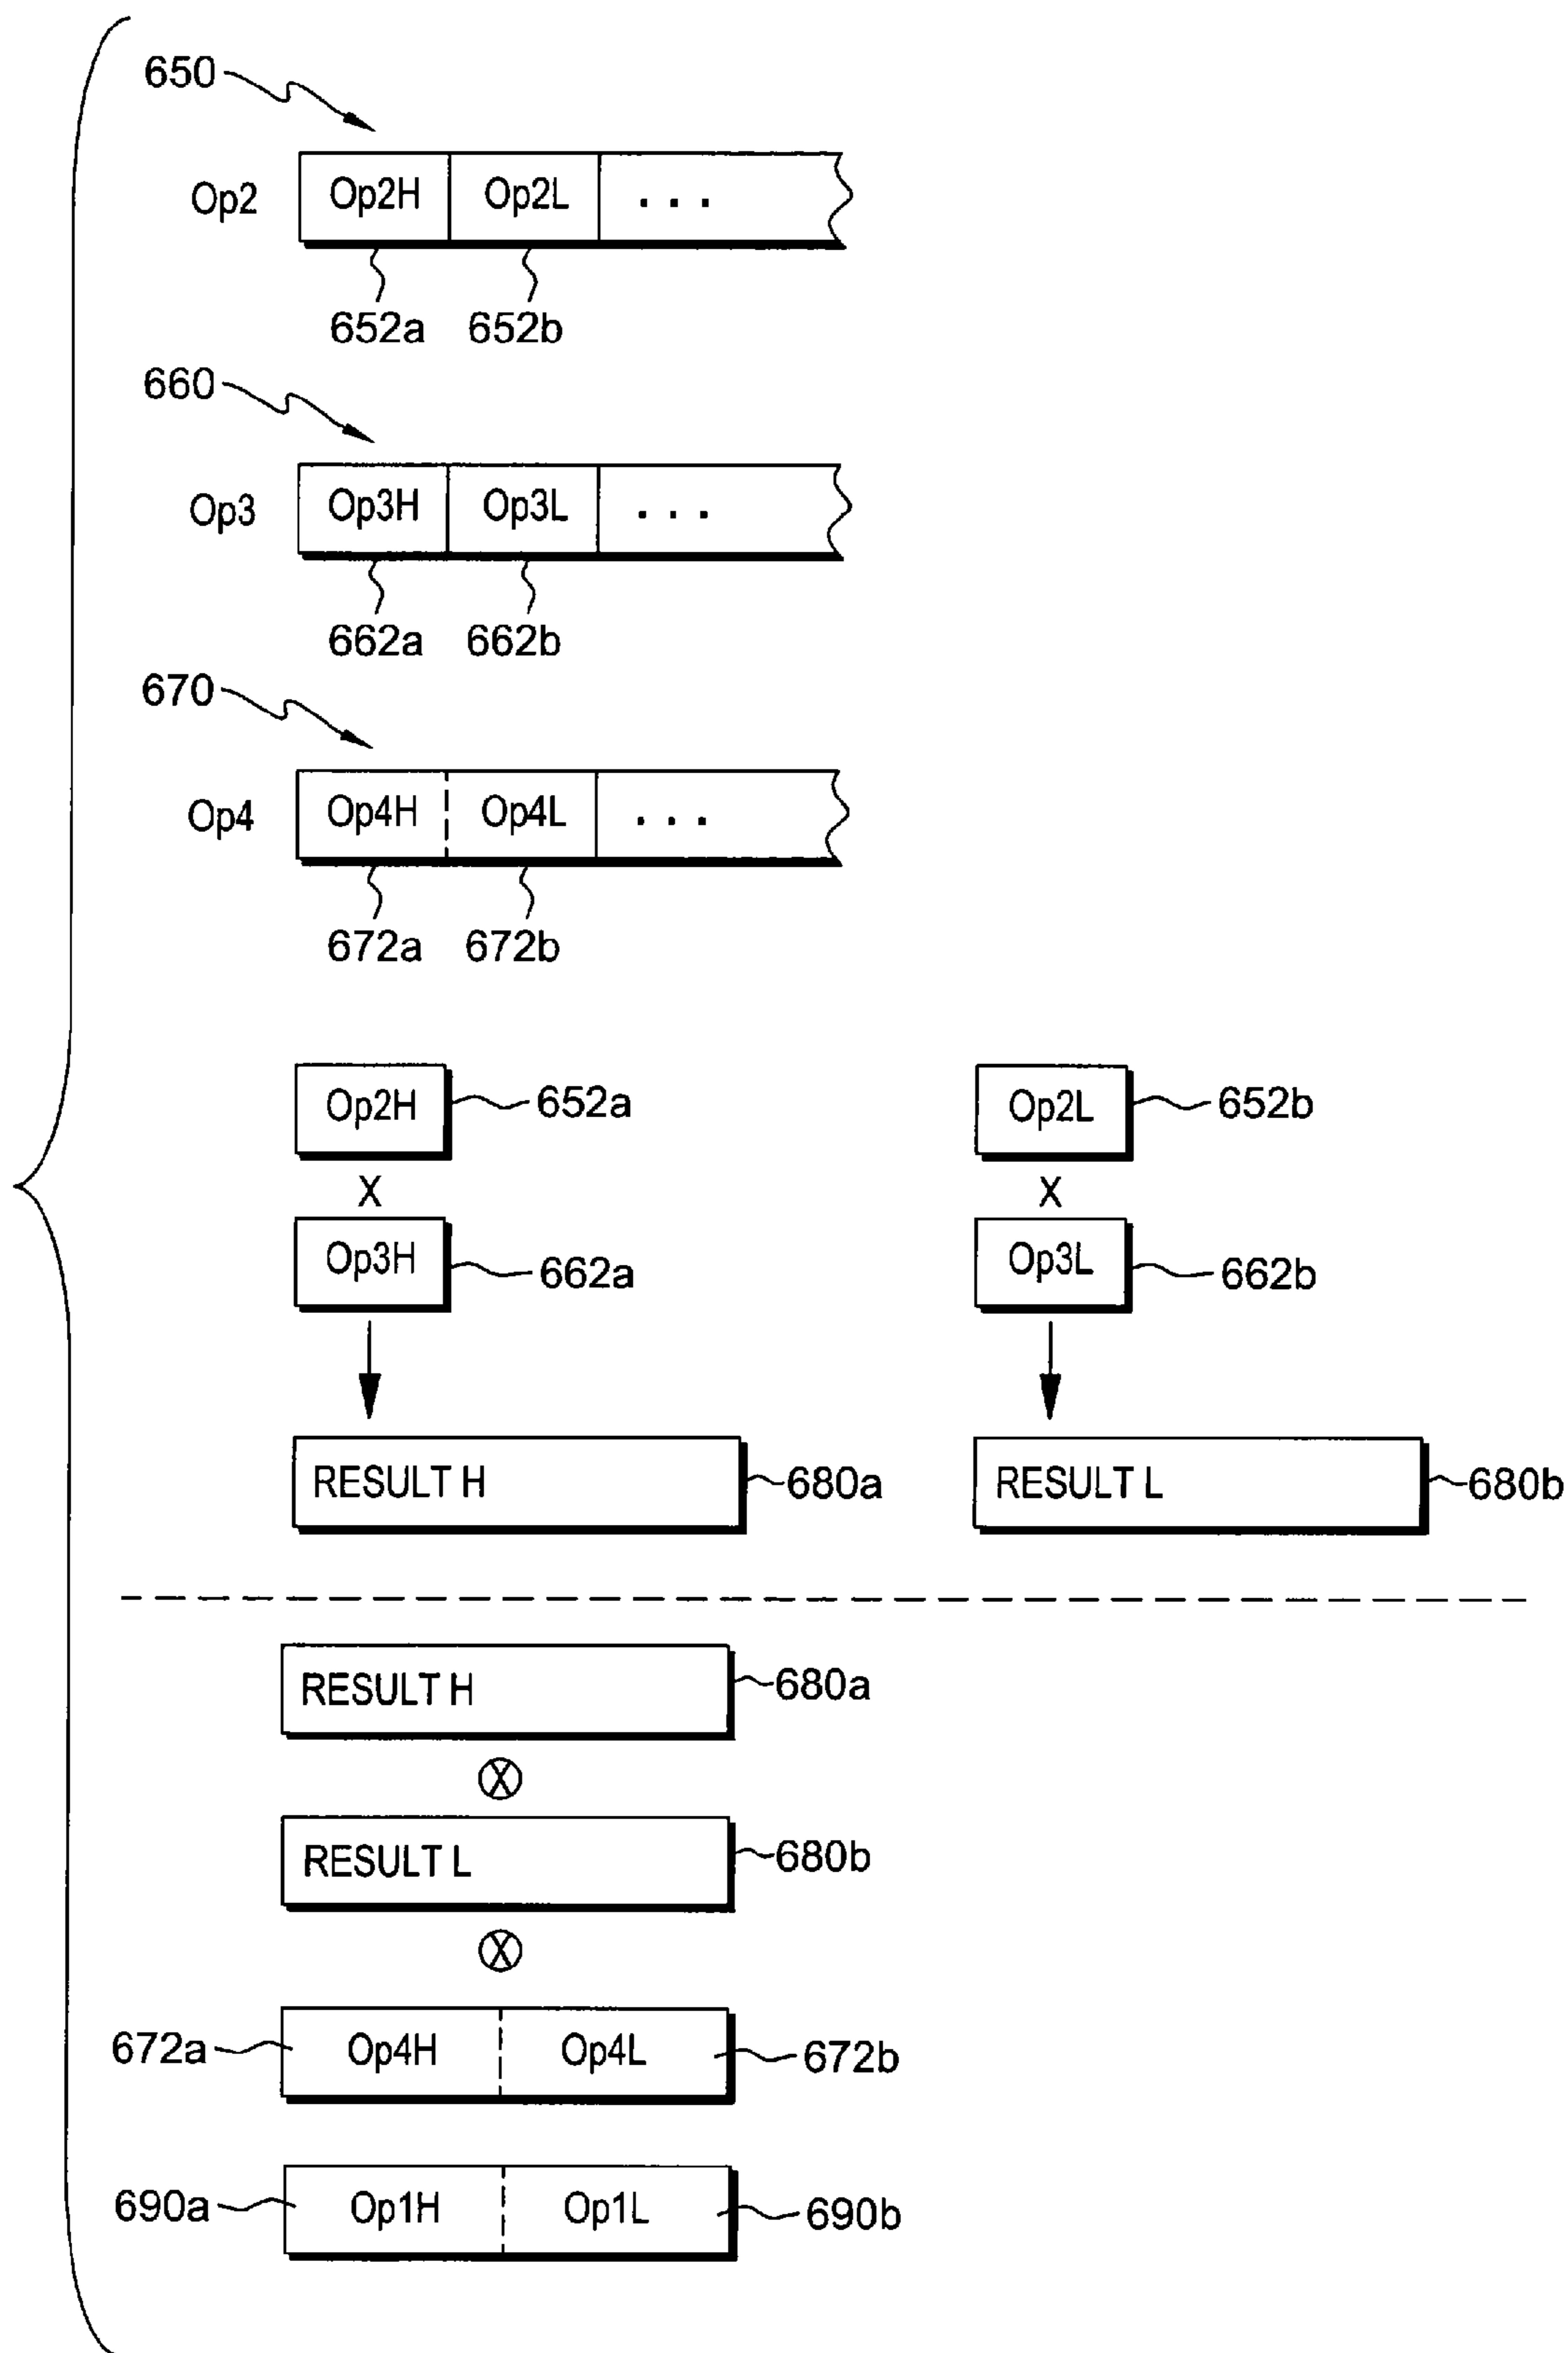 650
Op2 Op2H Op2L ...
652a 652b
660
Op3 Op3H Op3L ...
662a 662b
670
Op4 Op4H Op4L ...
672a 672b
Op2H 652a Op2L 652b
X X
Op3H 662a Op3L 662b
RESULT H 680a RESULT L 680b
RESULT H 680a
X
RESULT L 680b
X
672a Op4H Op4L 672b
690a Op1H Op1L 690b